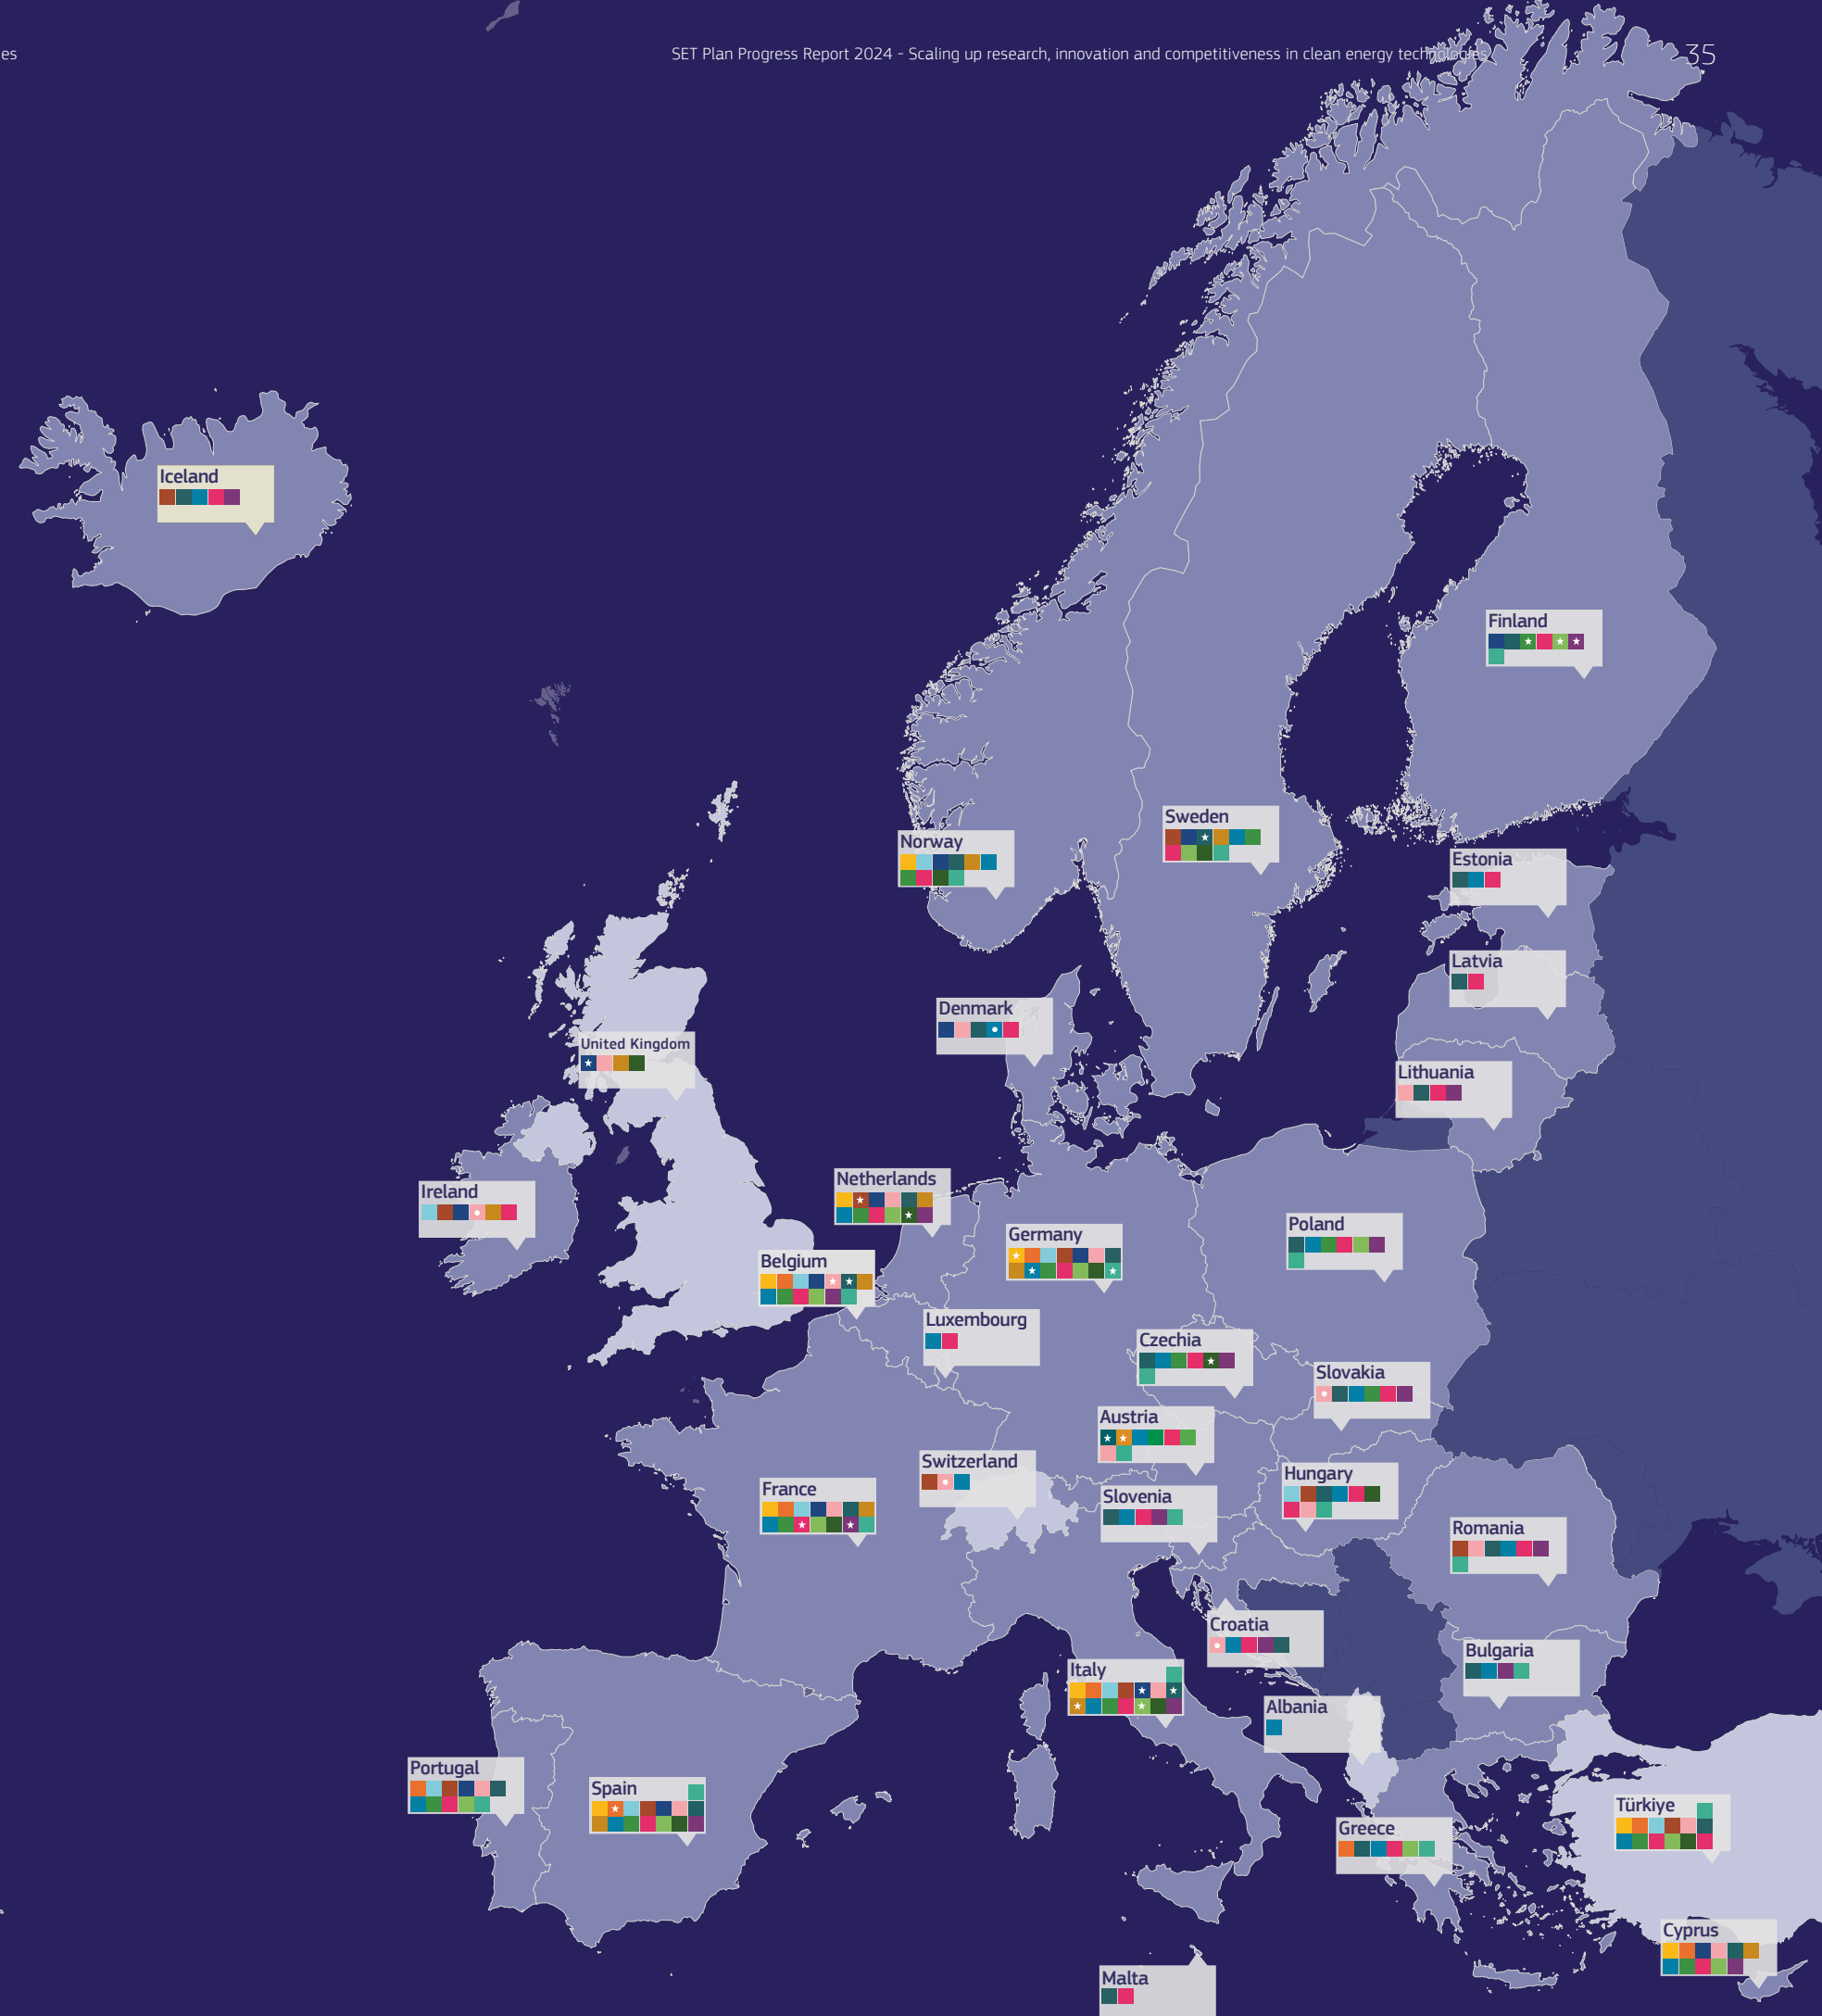 es
SET Plan Progress Report 2024 - Scaling up research, innovation and competitiveness in clean energy technologies
35
Iceland
Finland
Sweden
Norway
Estonia
Latvia
Denmark
United Kingdom
Lithuania
Netherlands
Ireland
Poland
Germany
Belgium
Luxembourg
Czechia
Slovakia
Austria
Switzerland
Hungary
France
Slovenia
Romania
Croatia
Bulgaria
Italy
Albania
Portugal
Spain
Türkiye
Greece
Cyprus
Malta